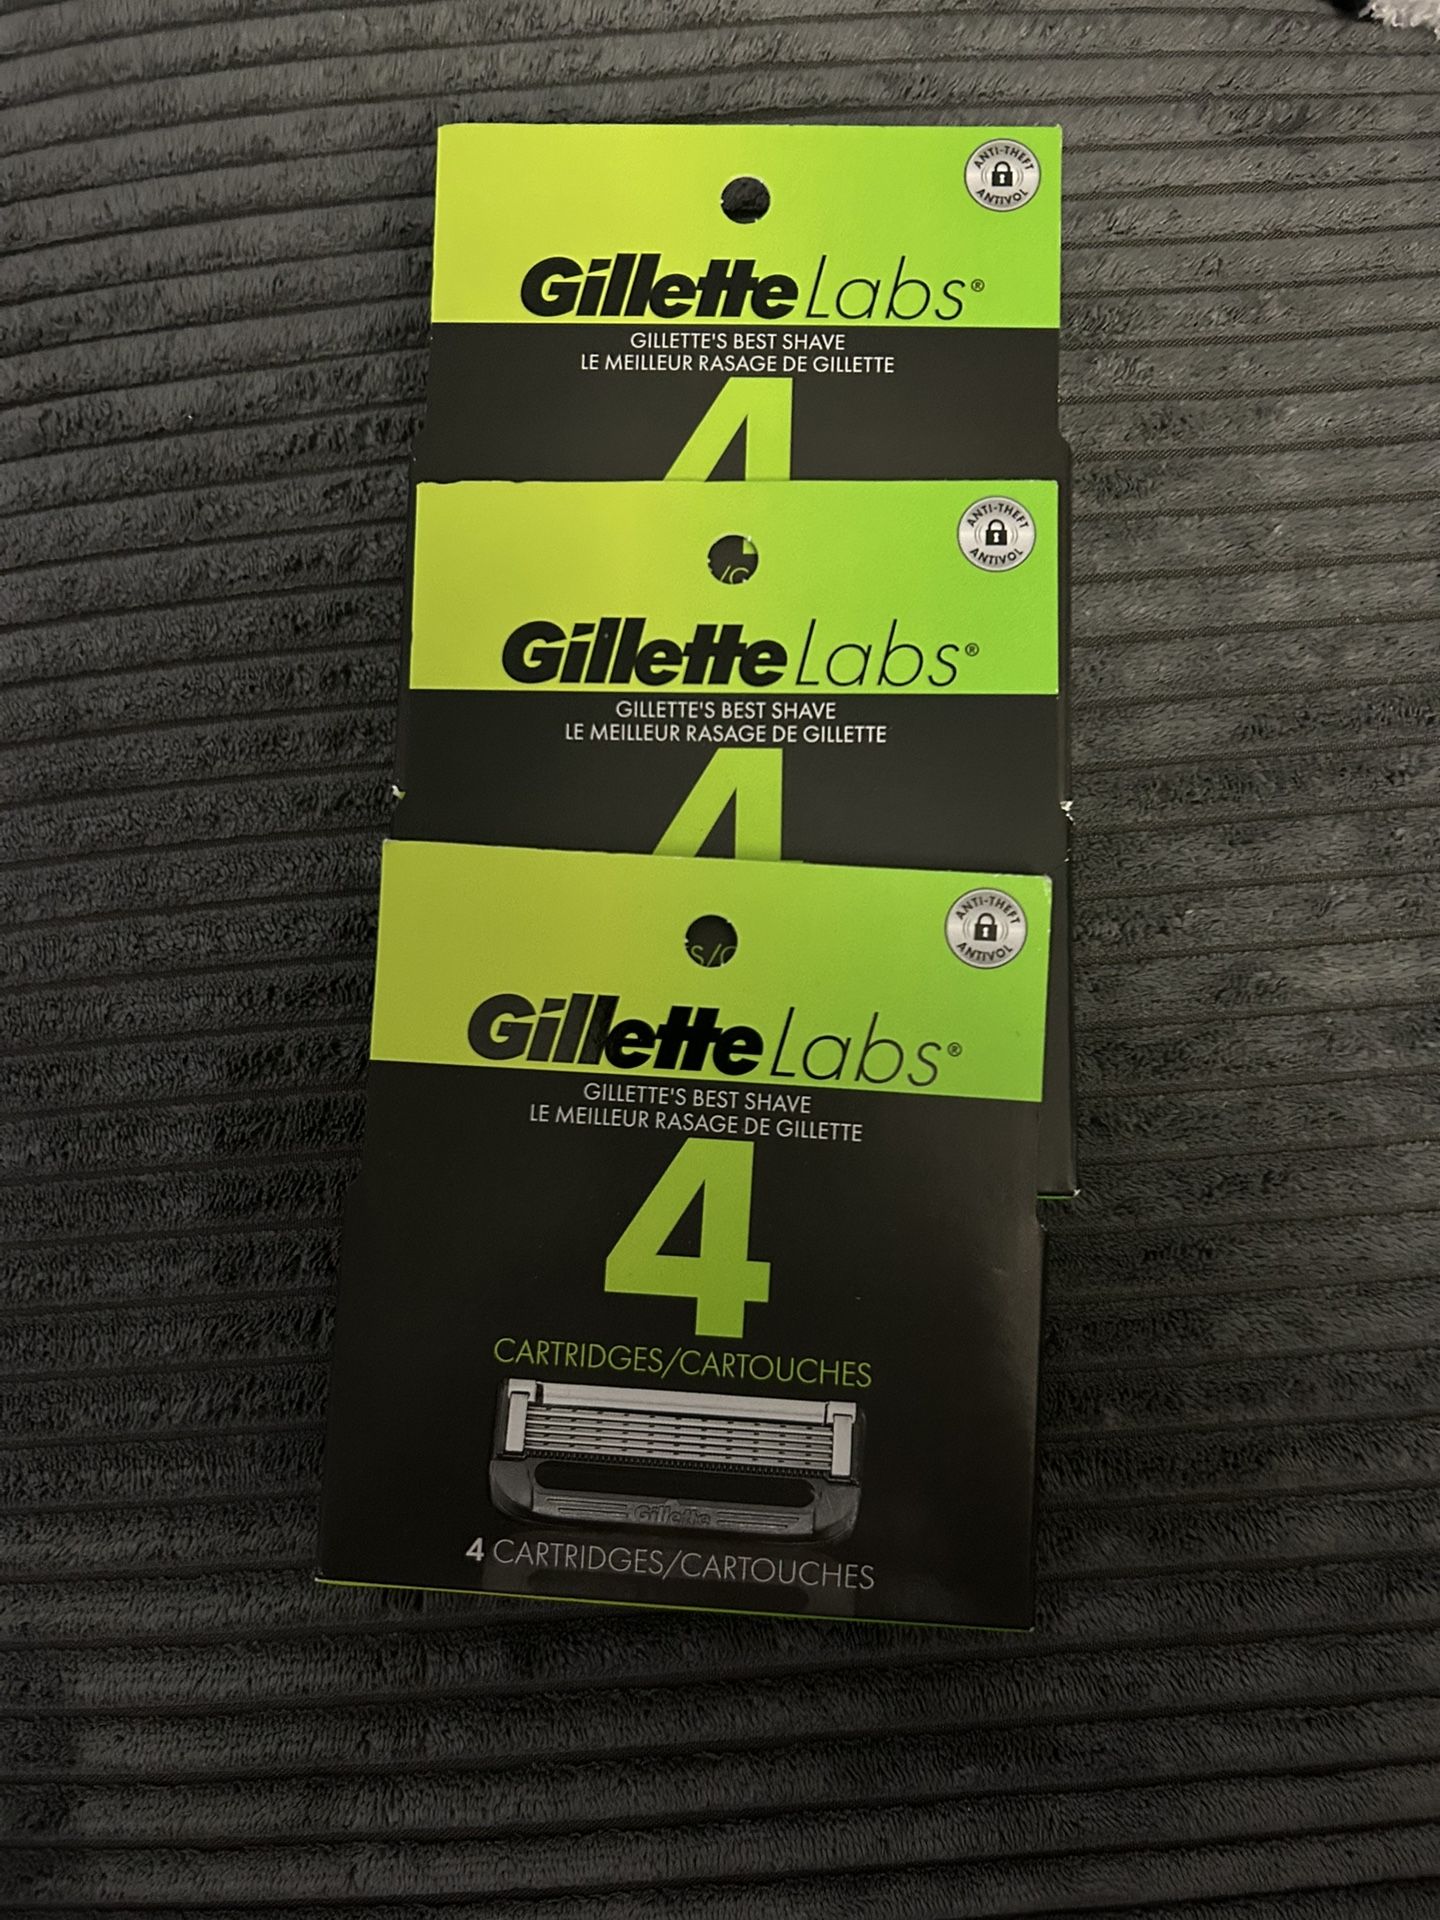 ANTI-THEFT
ANTIVOL
GilletteLabs®
GILLETTE'S BEST SHAVE
LE MEILLEUR RASAGE DE GILLETTE
4
ANTI-THEFT
ANTIVOL
/C
GilletteLabs®
GILLETTE'S BEST SHAVE
LE MEILLEUR RASAGE DE GILLETTE
4
ANTI-THEFT
ANTIVOL
S/C
GilletteLabs®
GILLETTE'S BEST SHAVE
LE MEILLEUR RASAGE DE GILLETTE
4
CARTRIDGES/CARTOUCHES
Gillette
4 CARTRIDGES/CARTOUCHES